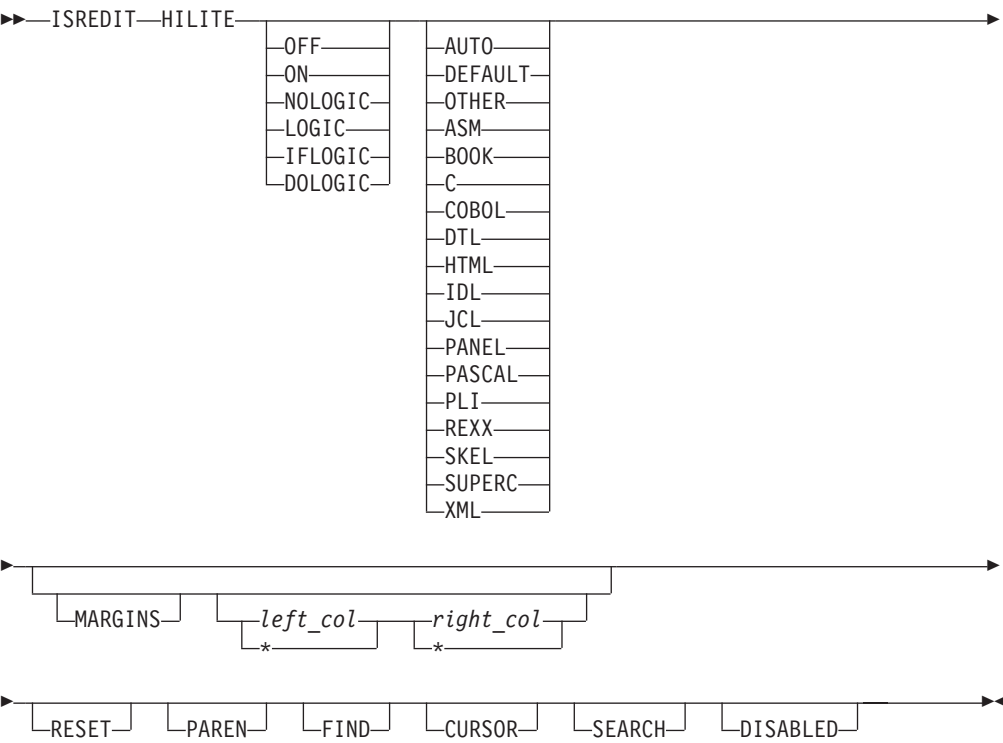 ISREDIT HILITE
OFF AUTO
ON DEFAULT
NOLOGIC OTHER
LOGIC ASM
IFLOGIC BOOK
DOLOGIC C
COBOL
DTL
HTML
IDL
JCL
PANEL
PASCAL
PLI
REXX
SKEL
SUPERC
XML
MARGINS left_col right_col
* *
RESET PAREN FIND CURSOR SEARCH DISABLED